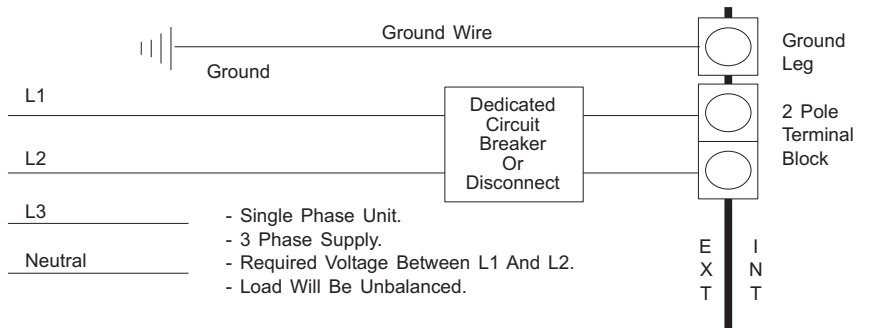 Ground Wire
Ground
Leg
Ground
L1
Dedicated
Circuit
Breaker
Or
Disconnect
2 Pole
Terminal
Block
L2
L3
Neutral
- Single Phase Unit.
- 3 Phase Supply.
- Required Voltage Between L1 And L2.
- Load Will Be Unbalanced.
E
X
T
I
N
T